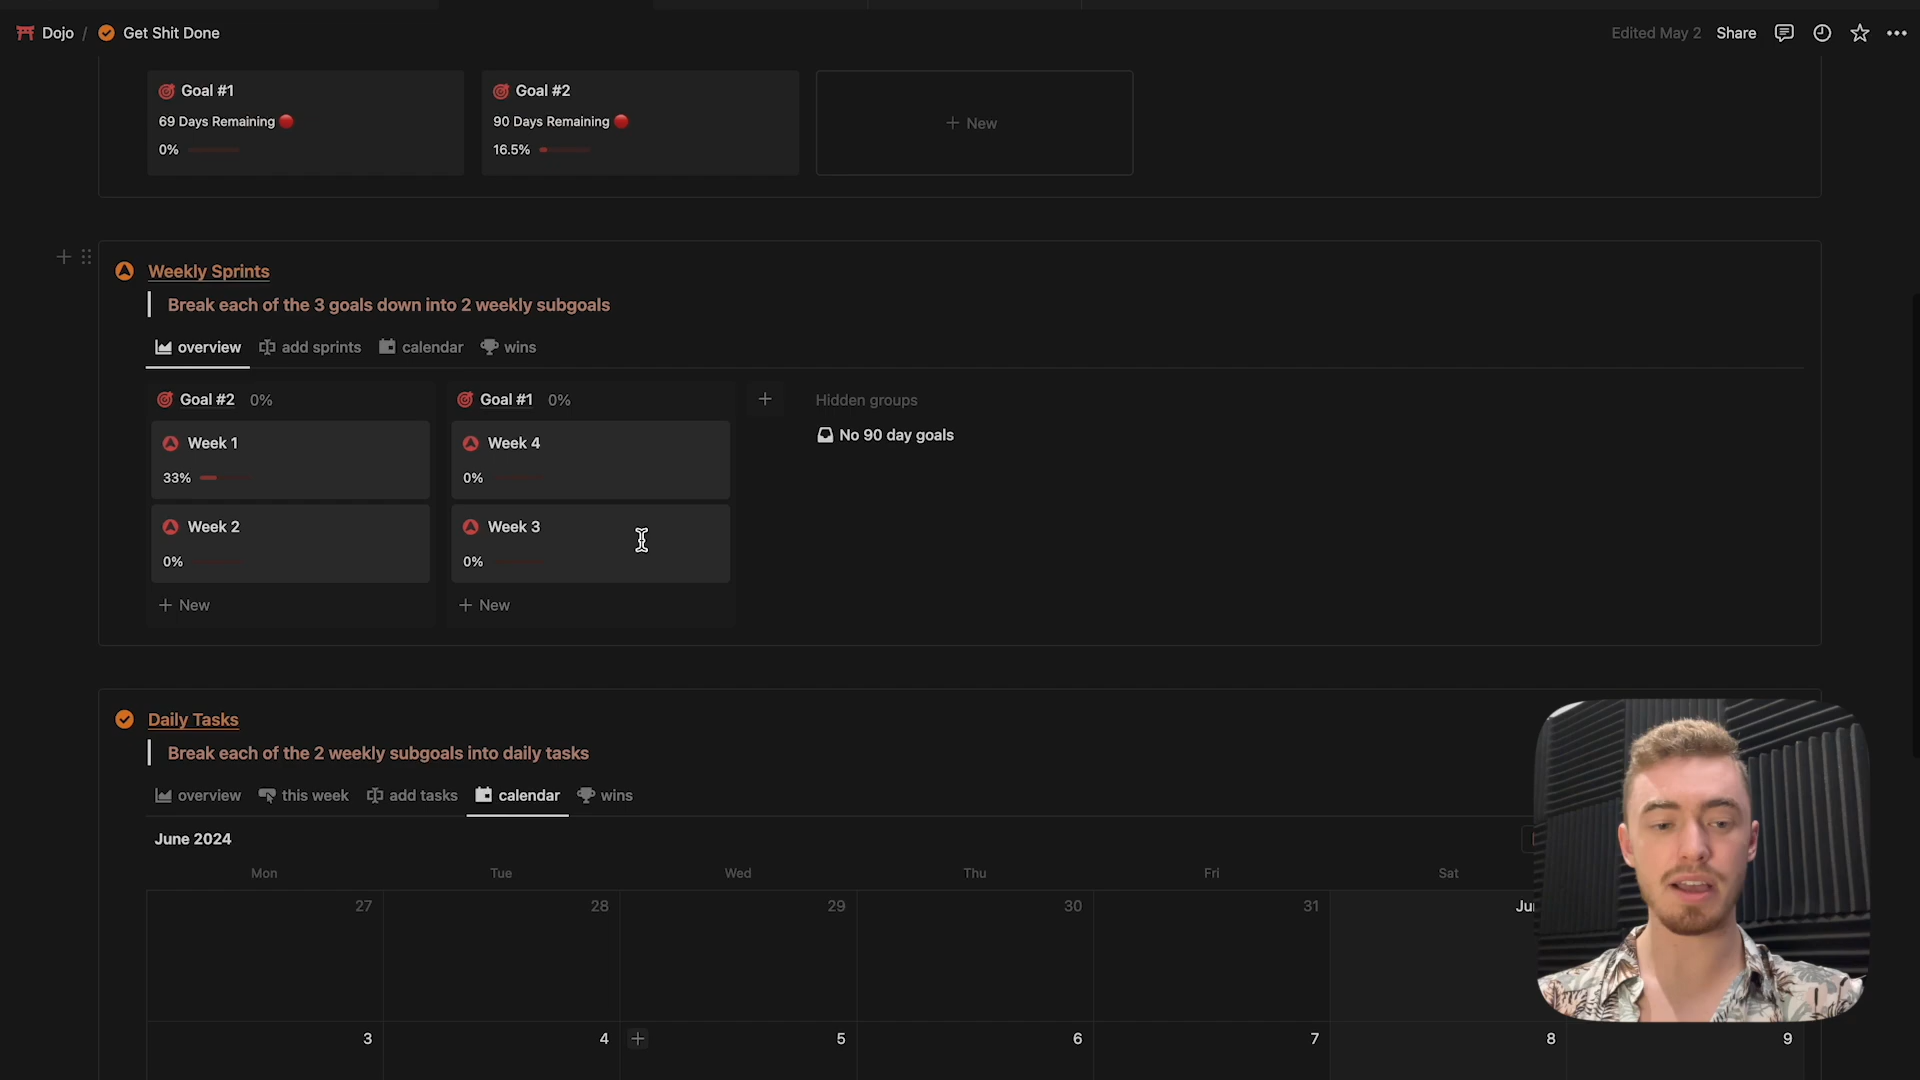 Dojo / Get Shit Done
Edited May 2 Share
Goal #1
69 Days Remaining
0%
Goal #2
90 Days Remaining
16.5%
+ New
Weekly Sprints
Break each of the 3 goals down into 2 weekly subgoals
overview add sprints calendar wins
Goal #2 0%
Week 1
33%
Week 2
0%
+ New
Goal #1 0%
Week 4
0%
Week 3
0%
+ New
Hidden groups
No 90 day goals
Daily Tasks
Break each of the 2 weekly subgoals into daily tasks
overview this week add tasks calendar wins
June 2024
Mon Tue Wed Thu Fri Sat
27 28 29 30 31
3 4 5 6 7 8 9